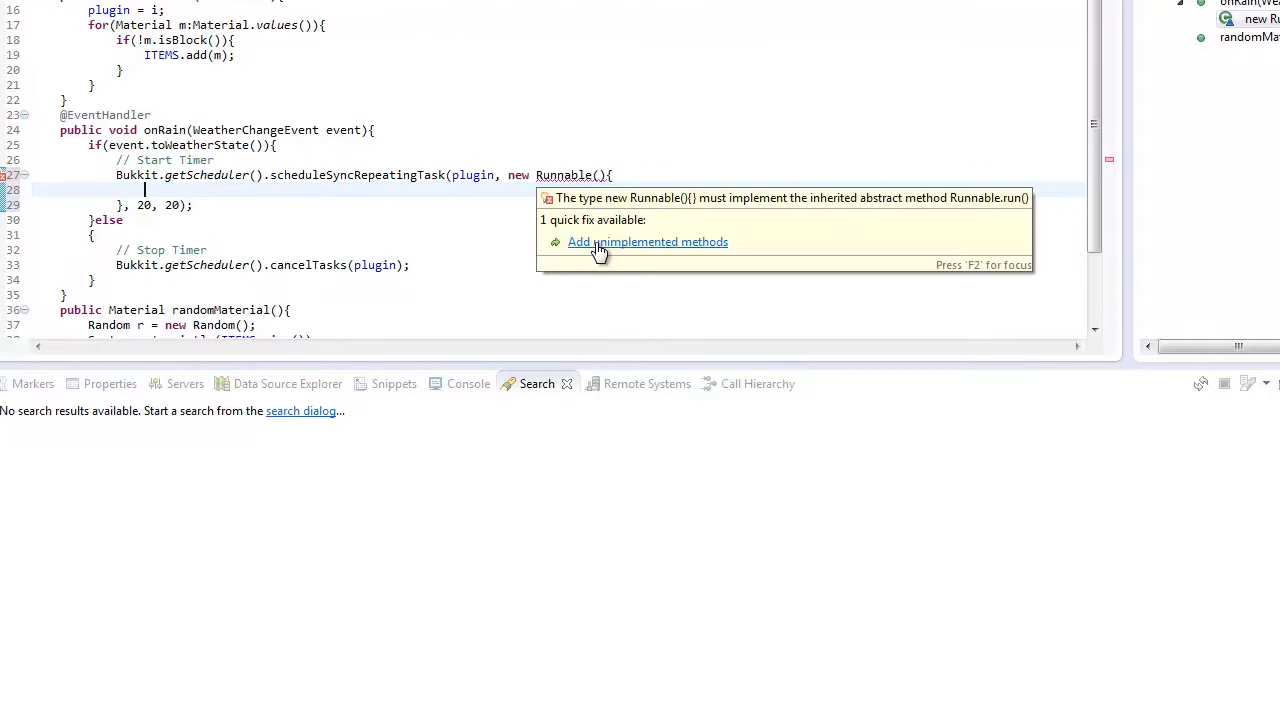 onRain(Wea
16 plugin = i;
new Ru
17 for(Material m:Material.values()){
18 if(!m.isBlock()){
randomMat
19 ITEMS.add(m);
20 }
21 }
22 }
23 @EventHandler
24 public void onRain(WeatherChangeEvent event){
25 if(event.toWeatherState()){
26 // Start Timer
27 Bukkit.getScheduler().scheduleSyncRepeatingTask(plugin, new Runnable(){
28
The type new Runnable(){} must implement the inherited abstract method Runnable.run()
29 }, 20, 20);
1 quick fix available:
30 }else
31 {
Add unimplemented methods
32 // Stop Timer
33 Bukkit.getScheduler().cancelTasks(plugin);
Press 'F2' for focus
34 }
35 }
36 public Material randomMaterial(){
37 Random r = new Random();
Markers Properties Servers Data Source Explorer Snippets Console Search Remote Systems Call Hierarchy
No search results available. Start a search from the search dialog...